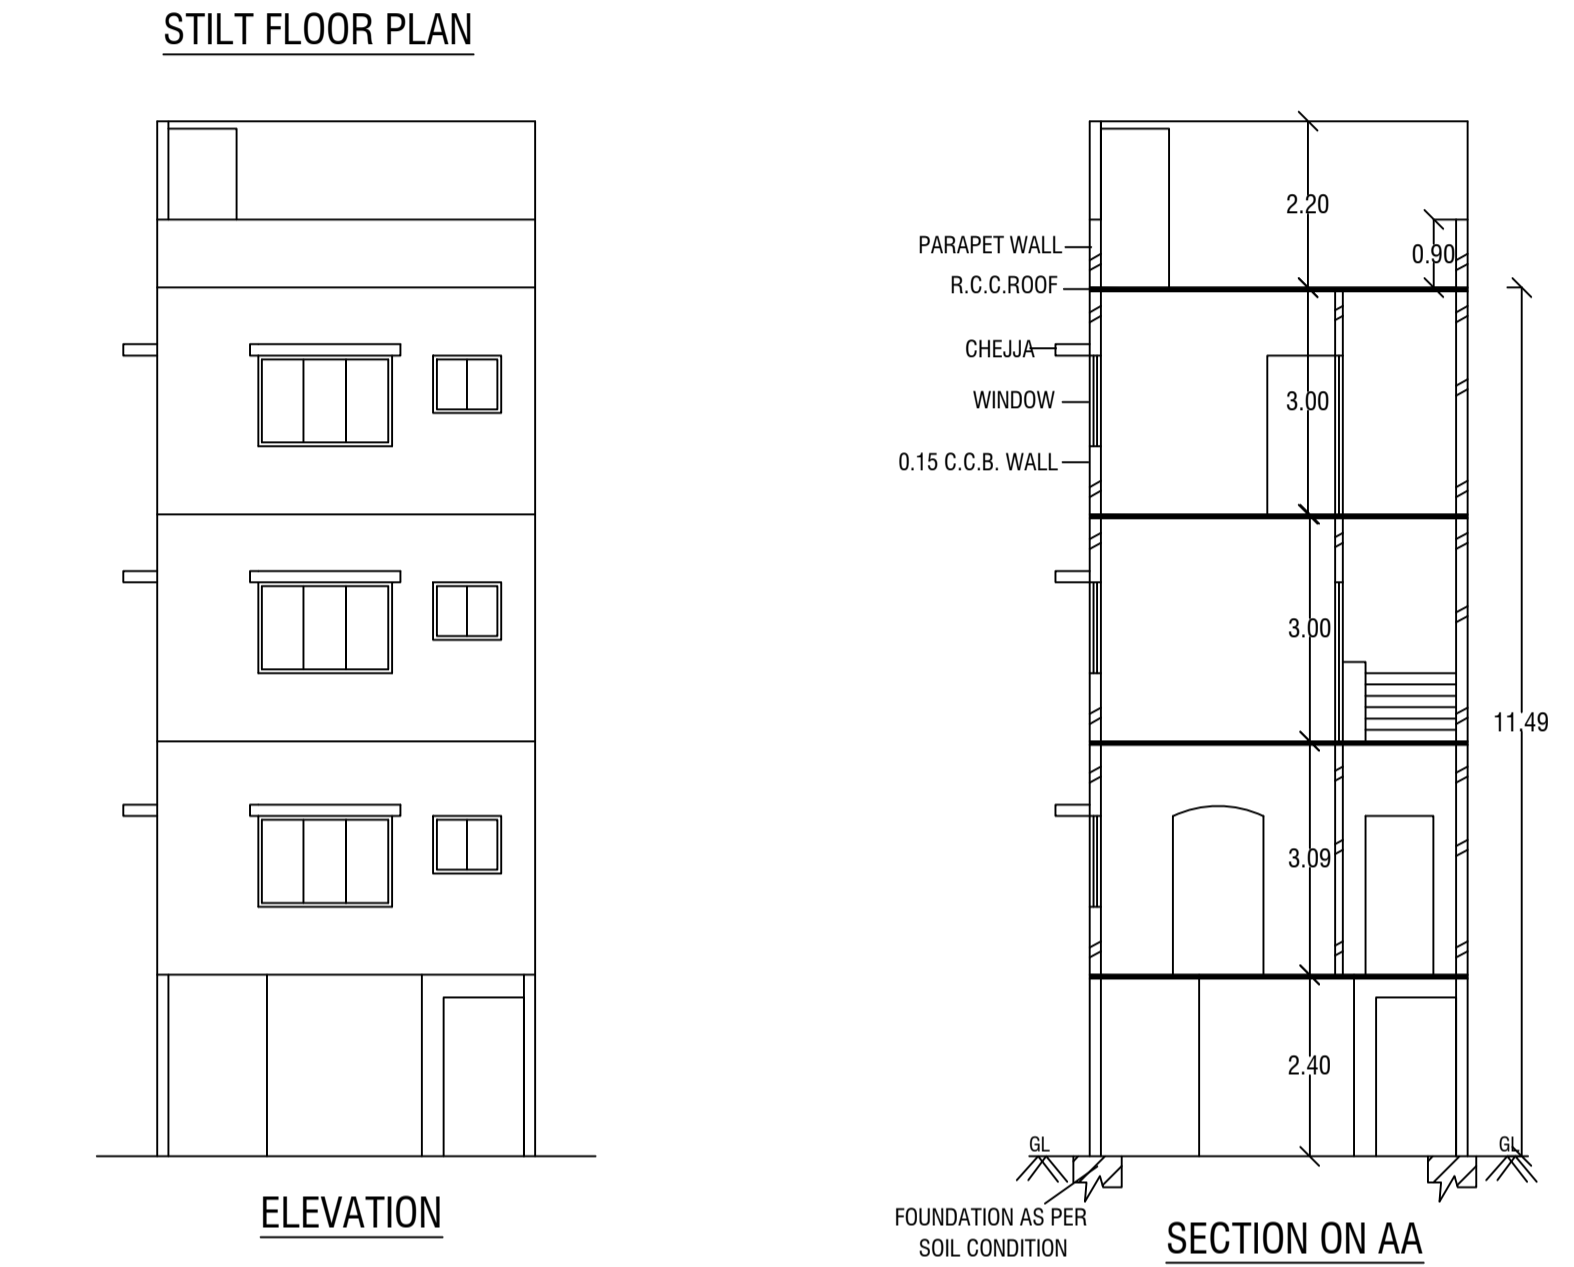 STILT FLOOR PLAN
2.20
PARAPET WALL
0.90
R.C.C.ROOF
CHEJJA
WINDOW
3.00
0.15 C.C.B. WALL
3.00
11.49
3.09
2.40
GL
GL
ELEVATION
FOUNDATION AS PER
SOIL CONDITION
SECTION ON AA